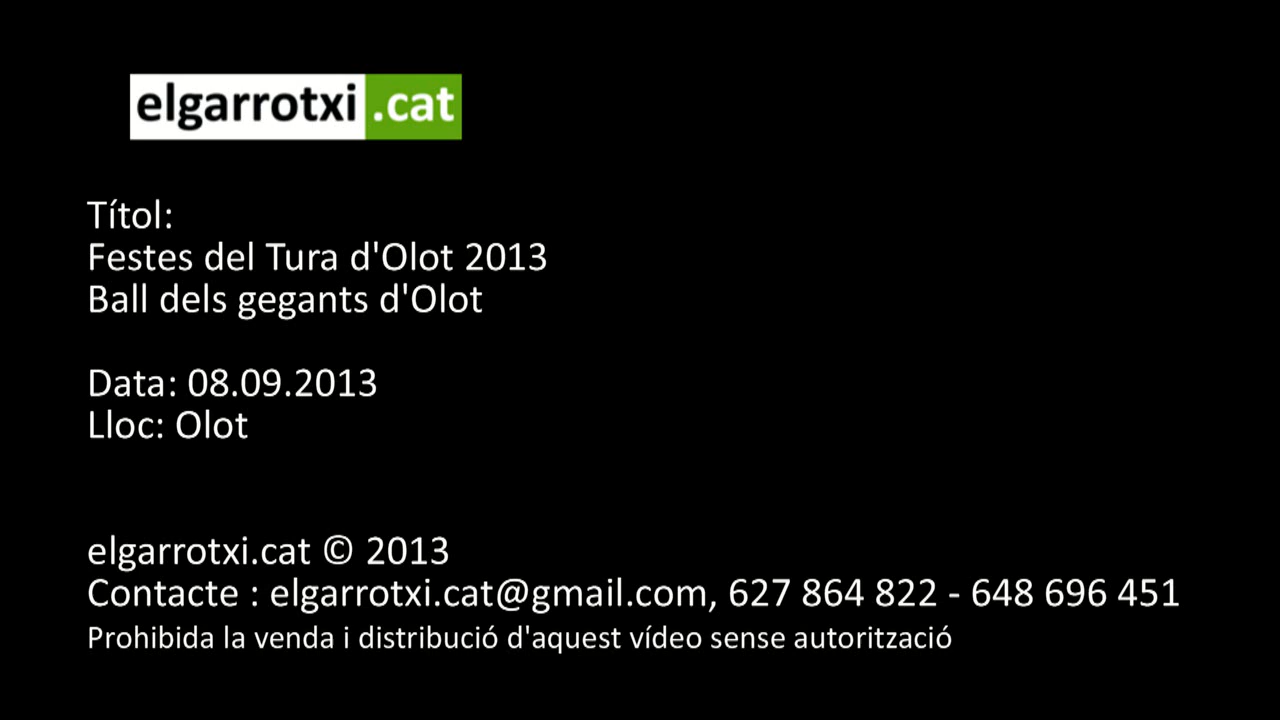 elgarrotxi .cat
Títol:
Festes del Tura d'Olot 2013
Ball dels gegants d'Olot
Data: 08.09.2013
Lloc: Olot
elgarrotxi.cat © 2013
Contacte : elgarrotxi.cat@gmail.com, 627 864 822 - 648 696 451
Prohibida la venda i distribució d'aquest vídeo sense autorització